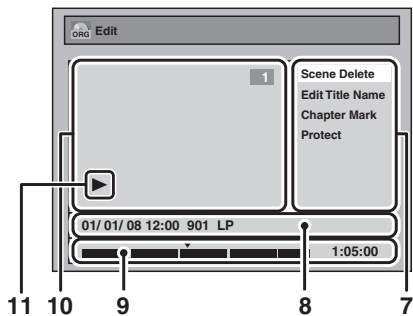 ORG Edit
1
Scene Delete
Edit Title Name
Chapter Mark
Protect
01/ 01/ 08 12:00 901 LP
1:05:00
11 10 9 8 7